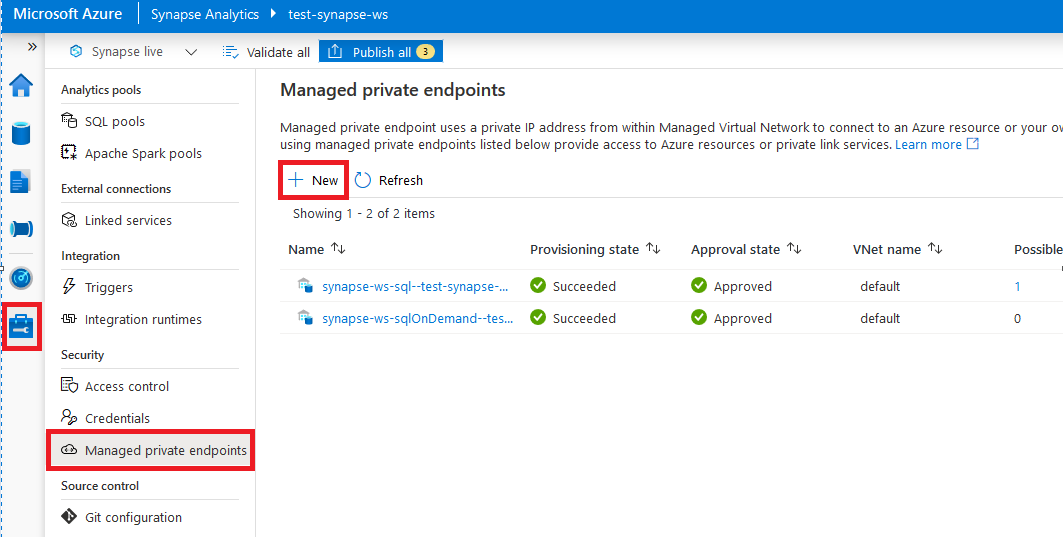 Microsoft Azure Synapse Analytics test-synapse-ws
Synapse live Validate all Publish all 3
Analytics pools
SQL pools
Apache Spark pools
External connections
Linked services
Integration
Triggers
Integration runtimes
Security
Access control
Credentials
Managed private endpoints
Source control
Git configuration
Managed private endpoints
Managed private endpoint uses a private IP address from within Managed Virtual Network to connect to an Azure resource or your ow
using managed private endpoints listed below provide access to Azure resources or private link services. Learn more
New Refresh
Showing 1 - 2 of 2 items
Name Provisioning state Approval state VNet name Possible
synapse-ws-sql--test-synapse-... Succeeded Approved default 1
synapse-ws-sqlOnDemand--tes... Succeeded Approved default 0